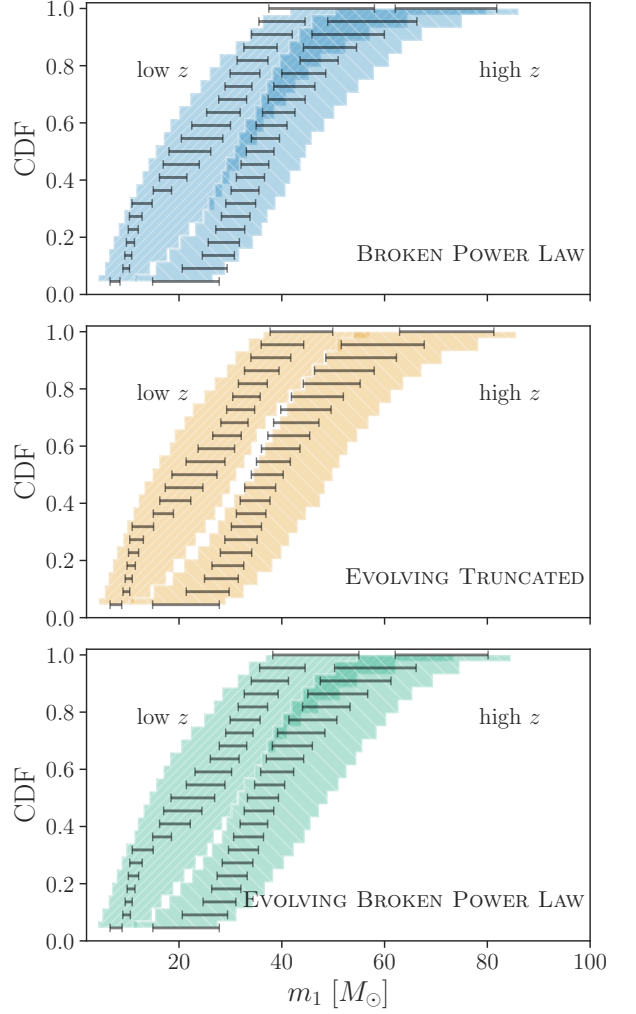 1.0
0.8
0.6
0.4
0.2
0.0
CDF
low z
high z
BROKEN POWER LAW
1.0
0.8
0.6
0.4
0.2
0.0
CDF
low z
high z
EVOLVING TRUNCATED
1.0
0.8
0.6
0.4
0.2
0.0
CDF
low z
high z
EVOLVING BROKEN POWER LAW
20 40 60 80 100
m₁ [M☉]